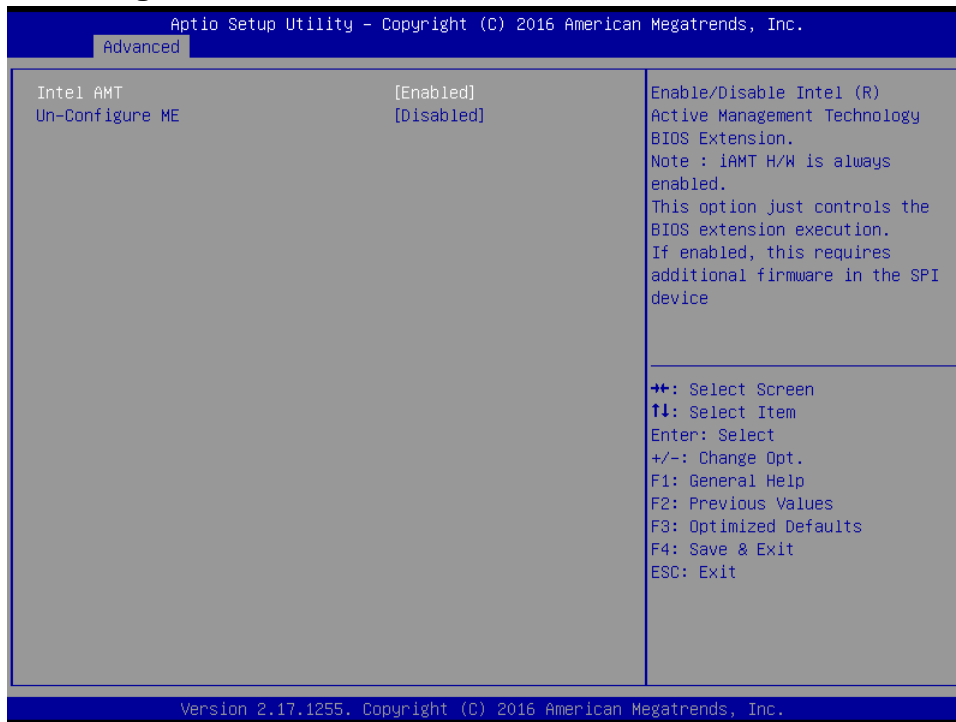 Aptio Setup Utility – Copyright (C) 2016 American Megatrends, Inc.
Advanced
Intel AMT [Enabled]
Un-Configure ME [Disabled]
Enable/Disable Intel (R)
Active Management Technology
BIOS Extension.
Note : iAMT H/W is always
enabled.
This option just controls the
BIOS extension execution.
If enabled, this requires
additional firmware in the SPI
device
→←: Select Screen
↑↓: Select Item
Enter: Select
+/-: Change Opt.
F1: General Help
F2: Previous Values
F3: Optimized Defaults
F4: Save & Exit
ESC: Exit
Version 2.17.1255. Copyright (C) 2016 American Megatrends, Inc.